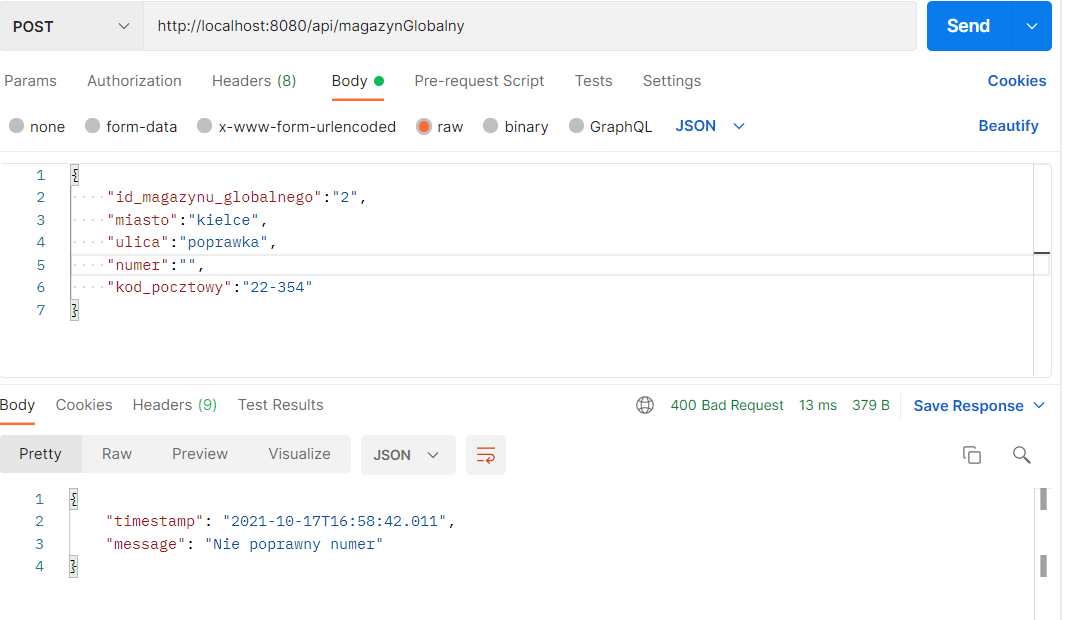 POST http://localhost:8080/api/magazynGlobalny Send
Params Authorization Headers (8) Body Pre-request Script Tests Settings Cookies
none form-data x-www-form-urlencoded raw binary GraphQL JSON Beautify
1 {
2 ····"id_magazynu_globalnego":"2",
3 ····"miasto":"kielce",
4 ····"ulica":"poprawka",
5 ····"numer":"",
6 ····"kod_pocztowy":"22-354"
7 }
Body Cookies Headers (9) Test Results 400 Bad Request 13 ms 379 B Save Response
Pretty Raw Preview Visualize JSON
1 {
2 "timestamp": "2021-10-17T16:58:42.011",
3 "message": "Nie poprawny numer"
4 }